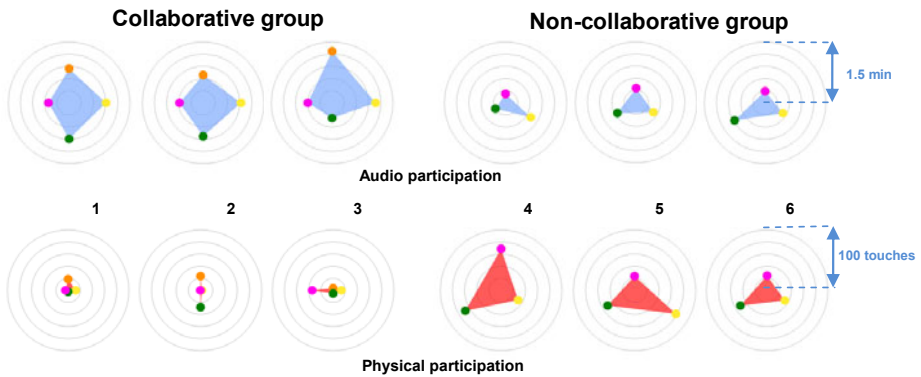 Collaborative group
Non-collaborative group
1.5 min
Audio participation
1 2 3 4 5 6
100 touches
Physical participation